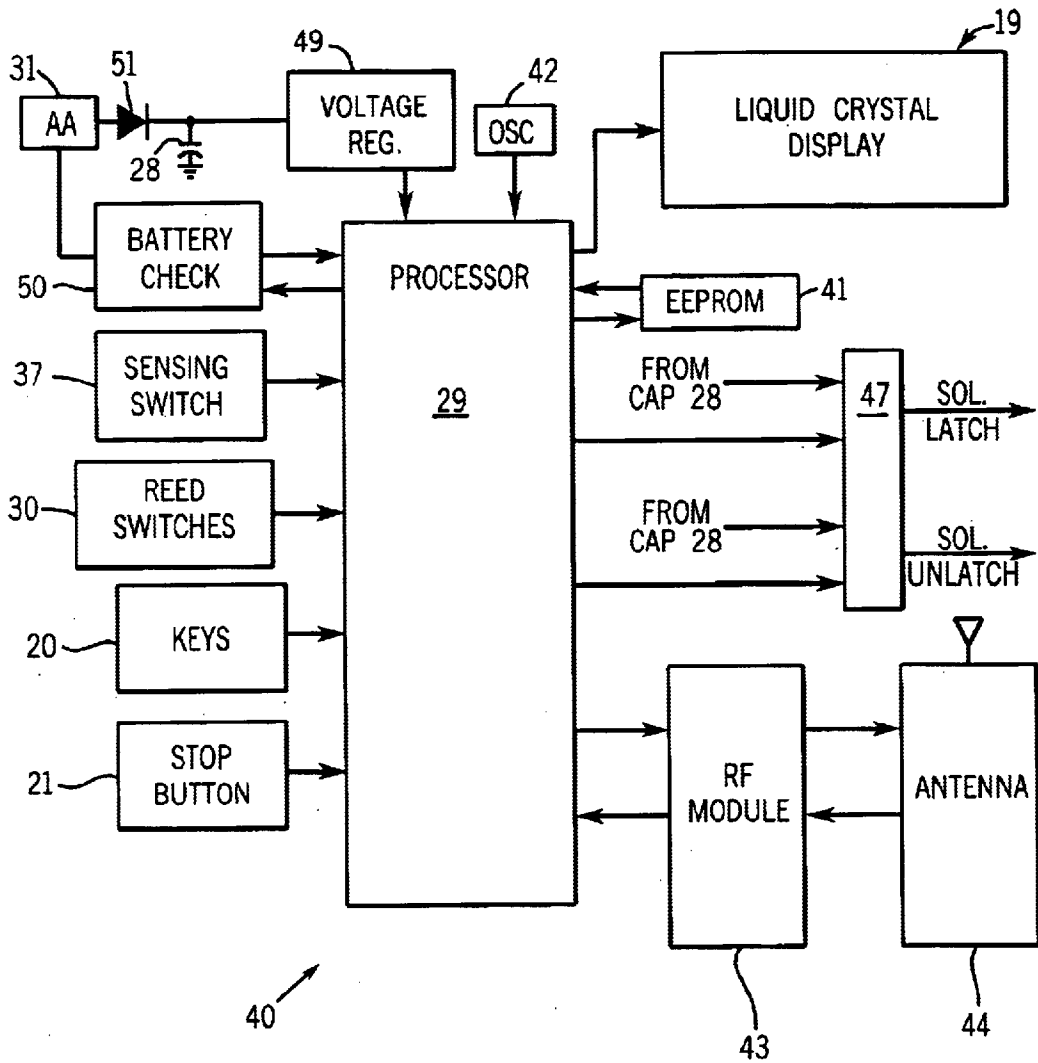 19
31
51
49
42
AA
VOLTAGE
REG.
OSC
LIQUID CRYSTAL
DISPLAY
28
BATTERY
CHECK
50
PROCESSOR
EEPROM
41
37
SENSING
SWITCH
29
FROM
CAP 28
47
SOL.
LATCH
30
REED
SWITCHES
FROM
CAP 28
SOL.
UNLATCH
20
KEYS
21
STOP
BUTTON
RF
MODULE
ANTENNA
40
43
44